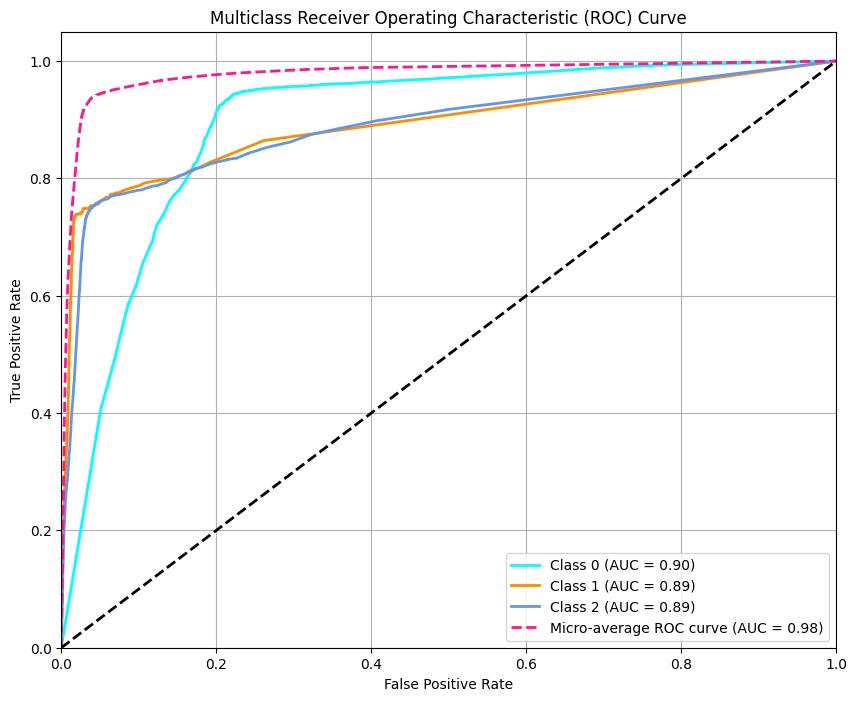 Multiclass Receiver Operating Characteristic (ROC) Curve
True Positive Rate
1.0
0.8
0.6
0.4
0.2
0.0
Class 0 (AUC = 0.90)
Class 1 (AUC = 0.89)
Class 2 (AUC = 0.89)
Micro-average ROC curve (AUC = 0.98)
0.0 0.2 0.4 0.6 0.8 1.0
False Positive Rate